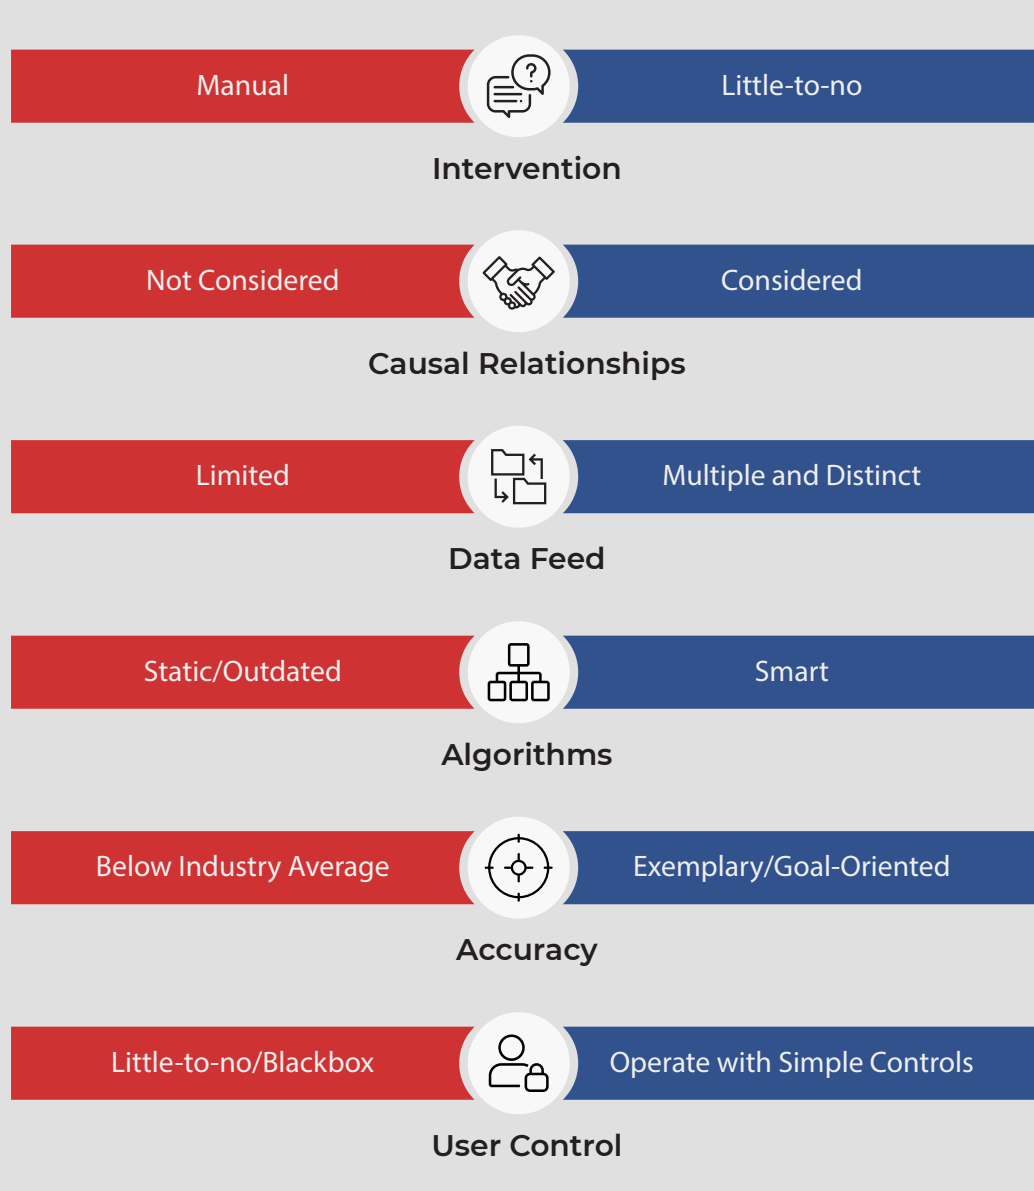 Manual
?
Little-to-no
Intervention
Not Considered
Considered
Causal Relationships
Limited
Multiple and Distinct
Data Feed
Static/Outdated
Smart
Algorithms
Below Industry Average
Exemplary/Goal-Oriented
Accuracy
Little-to-no/Blackbox
Operate with Simple Controls
User Control